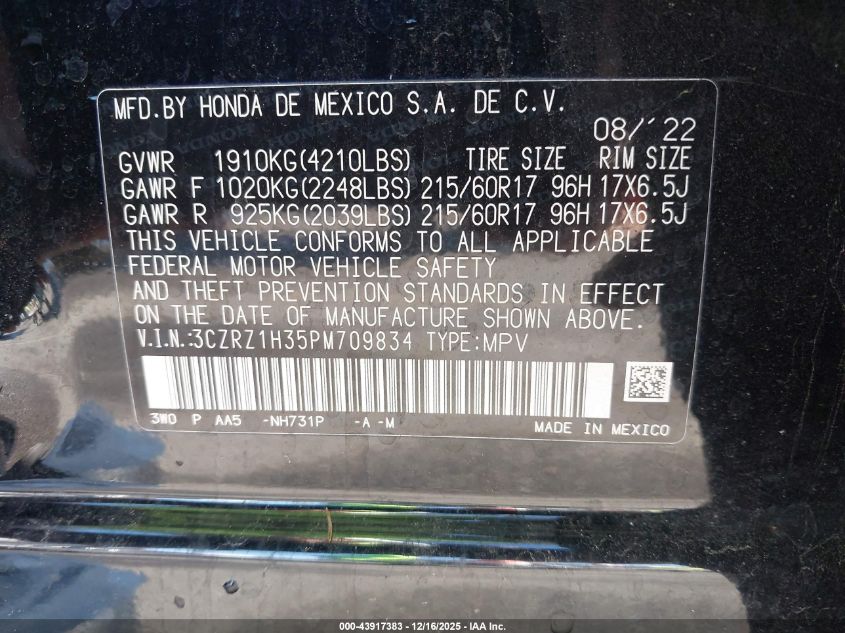 MFD.BY HONDA DE MEXICO S.A. DE C.V.
08/'22
GVWR 1910KG(4210LBS) TIRE SIZE RIM SIZE
GAWR F 1020KG(2248LBS) 215/60R17 96H 17X6.5J
GAWR R 925KG(2039LBS) 215/60R17 96H 17X6.5J
THIS VEHICLE CONFORMS TO ALL APPLICABLE
FEDERAL MOTOR VEHICLE SAFETY
AND THEFT PREVENTION STANDARDS IN EFFECT
ON THE DATE OF MANUFACTURE SHOWN ABOVE.
V.I.N.:3CZRZ1H35PM709834 TYPE:MPV
3W0 P AA5 -NH731P -A -M
MADE IN MEXICO
000-43917383 - 12/16/2025 - IAA Inc.